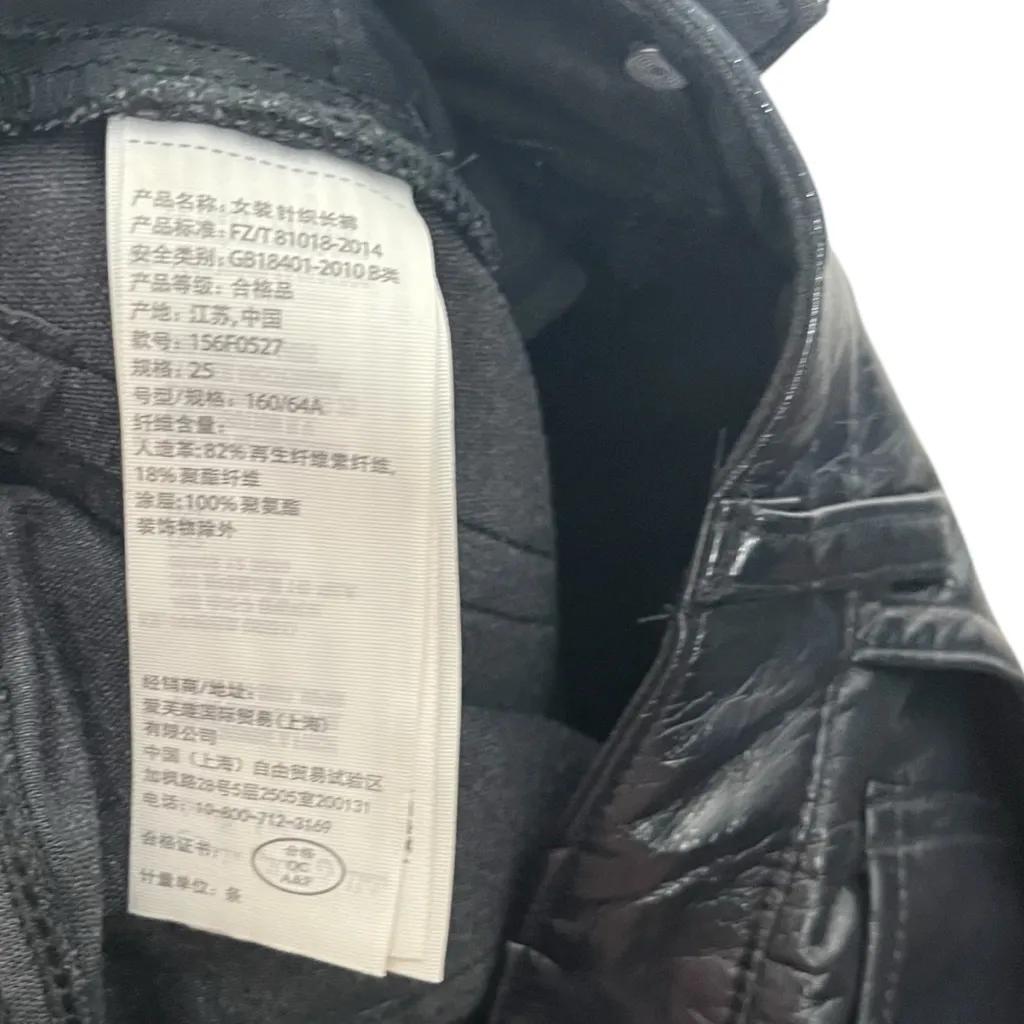 产品名称: 女装 针织长裤
产品标准: FZ/T 81018-2014
安全类别: GB18401-2010 B类
产品等级: 合格品
产地: 江苏,中国
款号: 156F0527
规格: 25
号型/规格: 160/64A
纤维含量:
人造革:82%再生纤维素纤维,
18%聚酯纤维
涂层:100%聚氨酯
装饰物除外
经销商/地址:
国际贸易(上海)
有限公司
中国 (上海) 自由贸易试验区
加枫路28号5层2505室200131
电话: 10-800-712-3169
合格证书:
合格
QC
A&F
计量单位: 条